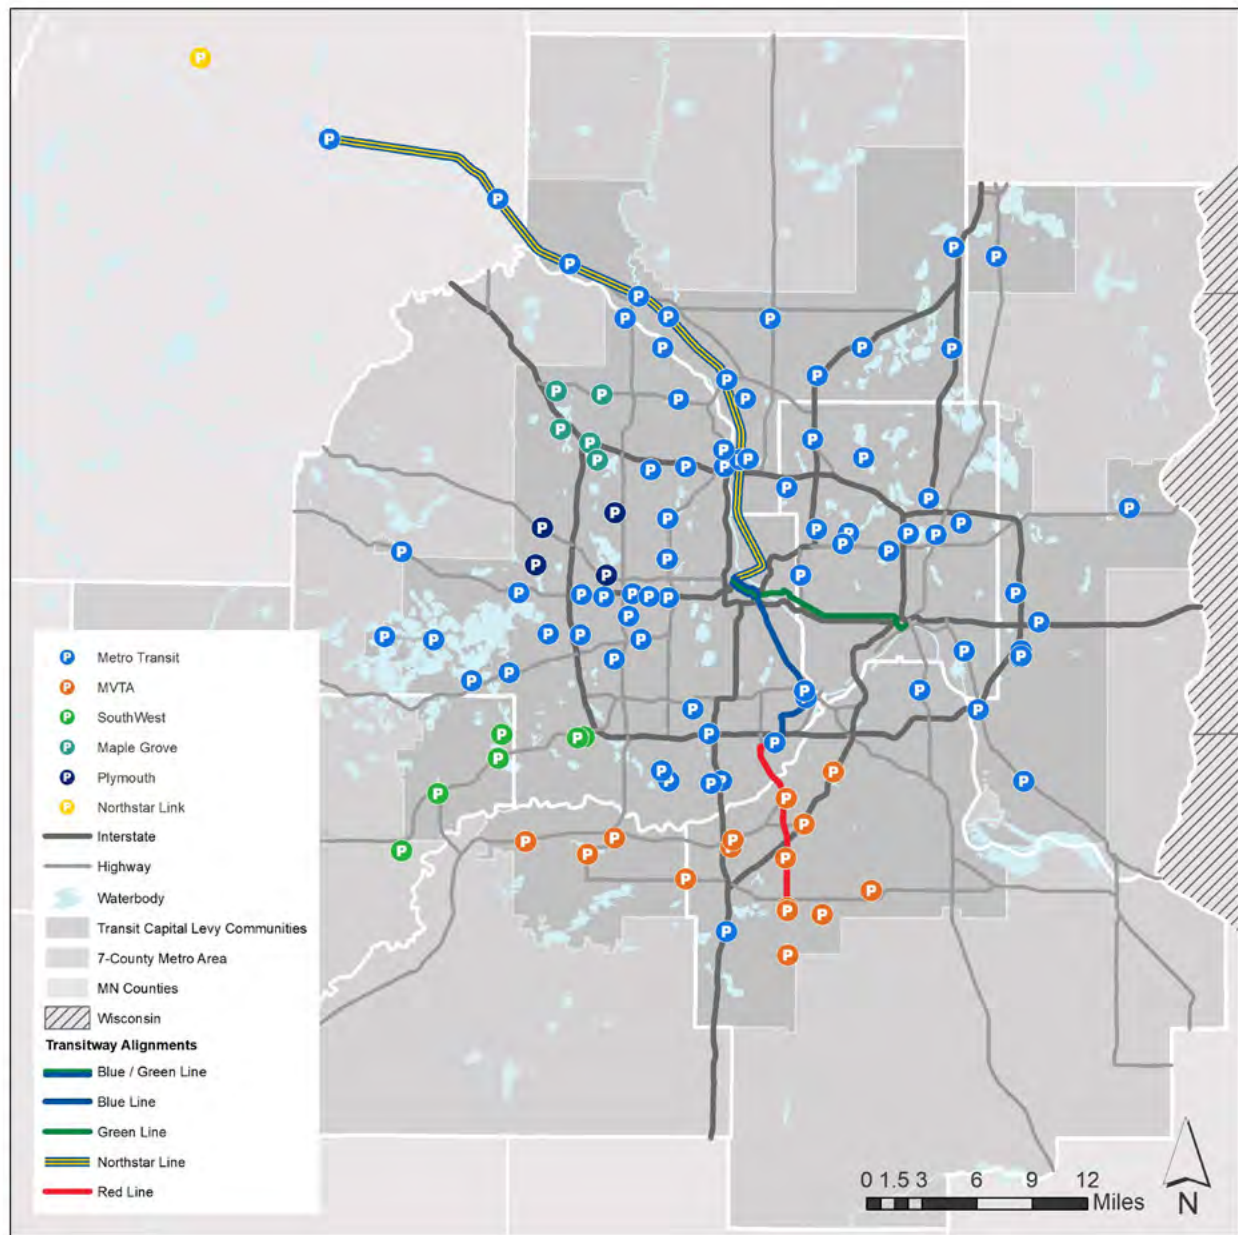 P Metro Transit
P MVTA
P SouthWest
P Maple Grove
P Plymouth
P Northstar Link
Interstate
Highway
Waterbody
Transit Capital Levy Communities
7-County Metro Area
MN Counties
Wisconsin
Transitway Alignments
Blue / Green Line
Blue Line
Green Line
Northstar Line
Red Line
0 1.5 3 6 9 12
Miles
N